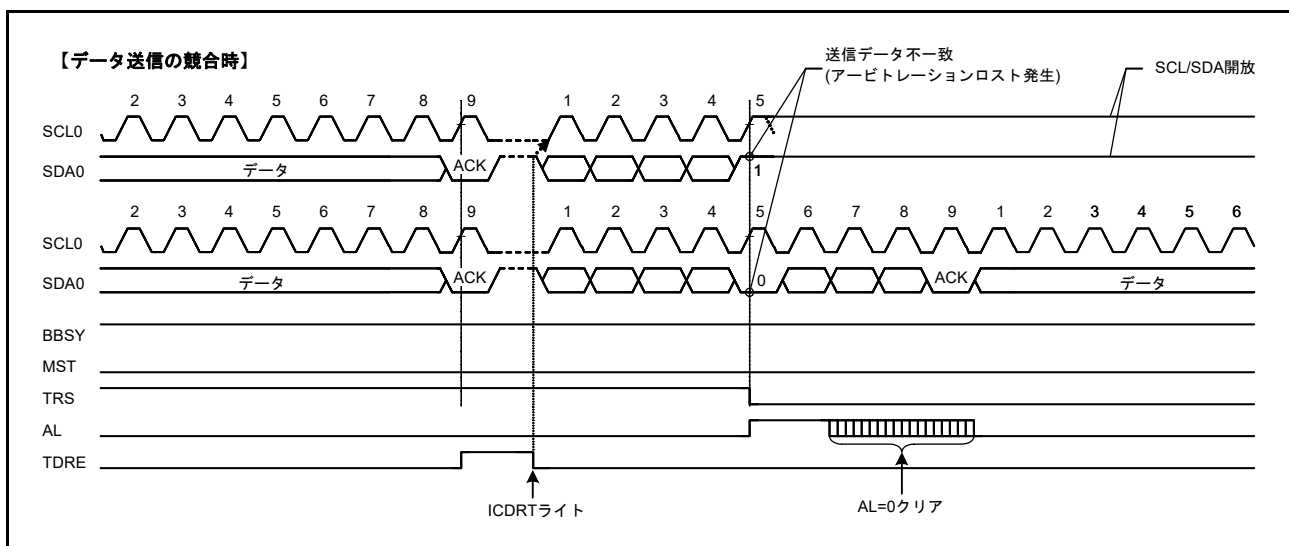 【データ送信の競合時】
送信データ不一致
(アービトレーションロスト発生)
SCL/SDA開放
2 3 4 5 6 7 8 9 1 2 3 4 5
SCL0
SDA0 データ ACK 1
2 3 4 5 6 7 8 9 1 2 3 4 5 6 7 8 9 1 2 3 4 5 6
SCL0
SDA0 データ ACK 0 ACK データ
BBSY
MST
TRS
AL
TDRE
ICDRTライト
AL=0クリア